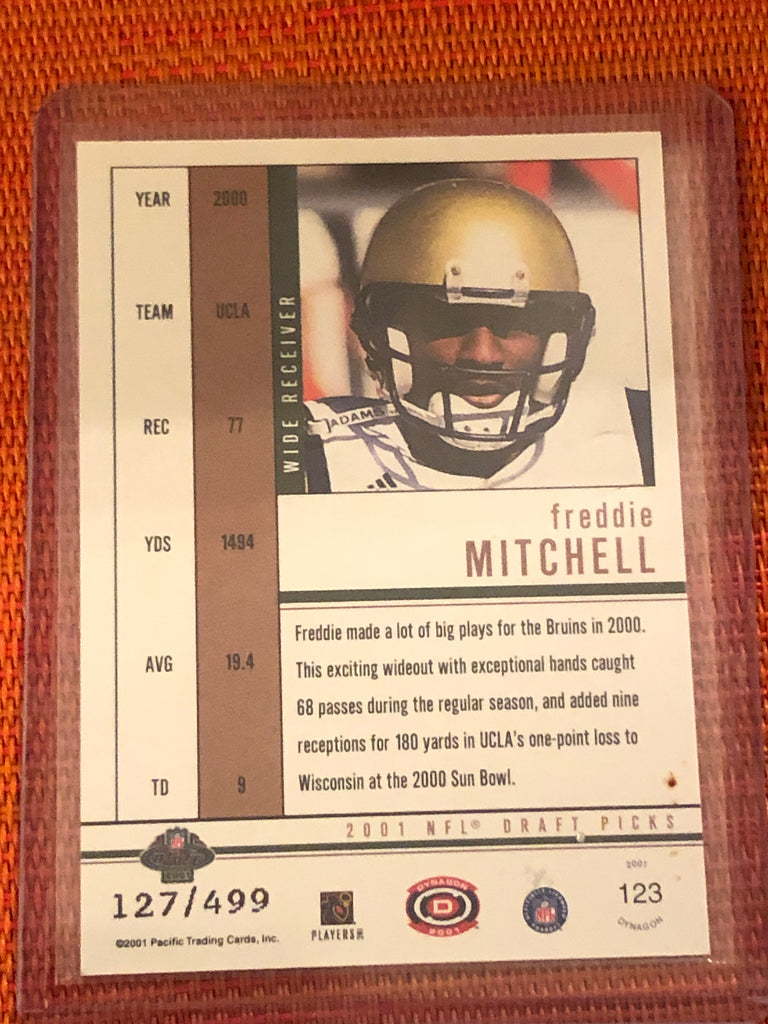 YEAR 2000
TEAM UCLA
REC 77
YDS 1494
AVG 19.4
TD 9
WIDE RECEIVER
ADAMS
freddie
MITCHELL
Freddie made a lot of big plays for the Bruins in 2000.
This exciting wideout with exceptional hands caught
68 passes during the regular season, and added nine
receptions for 180 yards in UCLA's one-point loss to
Wisconsin at the 2000 Sun Bowl.
2001 NFL® DRAFT PICKS
127/499
©2001 Pacific Trading Cards, Inc.
PLAYERS
DYNAGON
D
2001
NFL
2001
123
DYNAGON